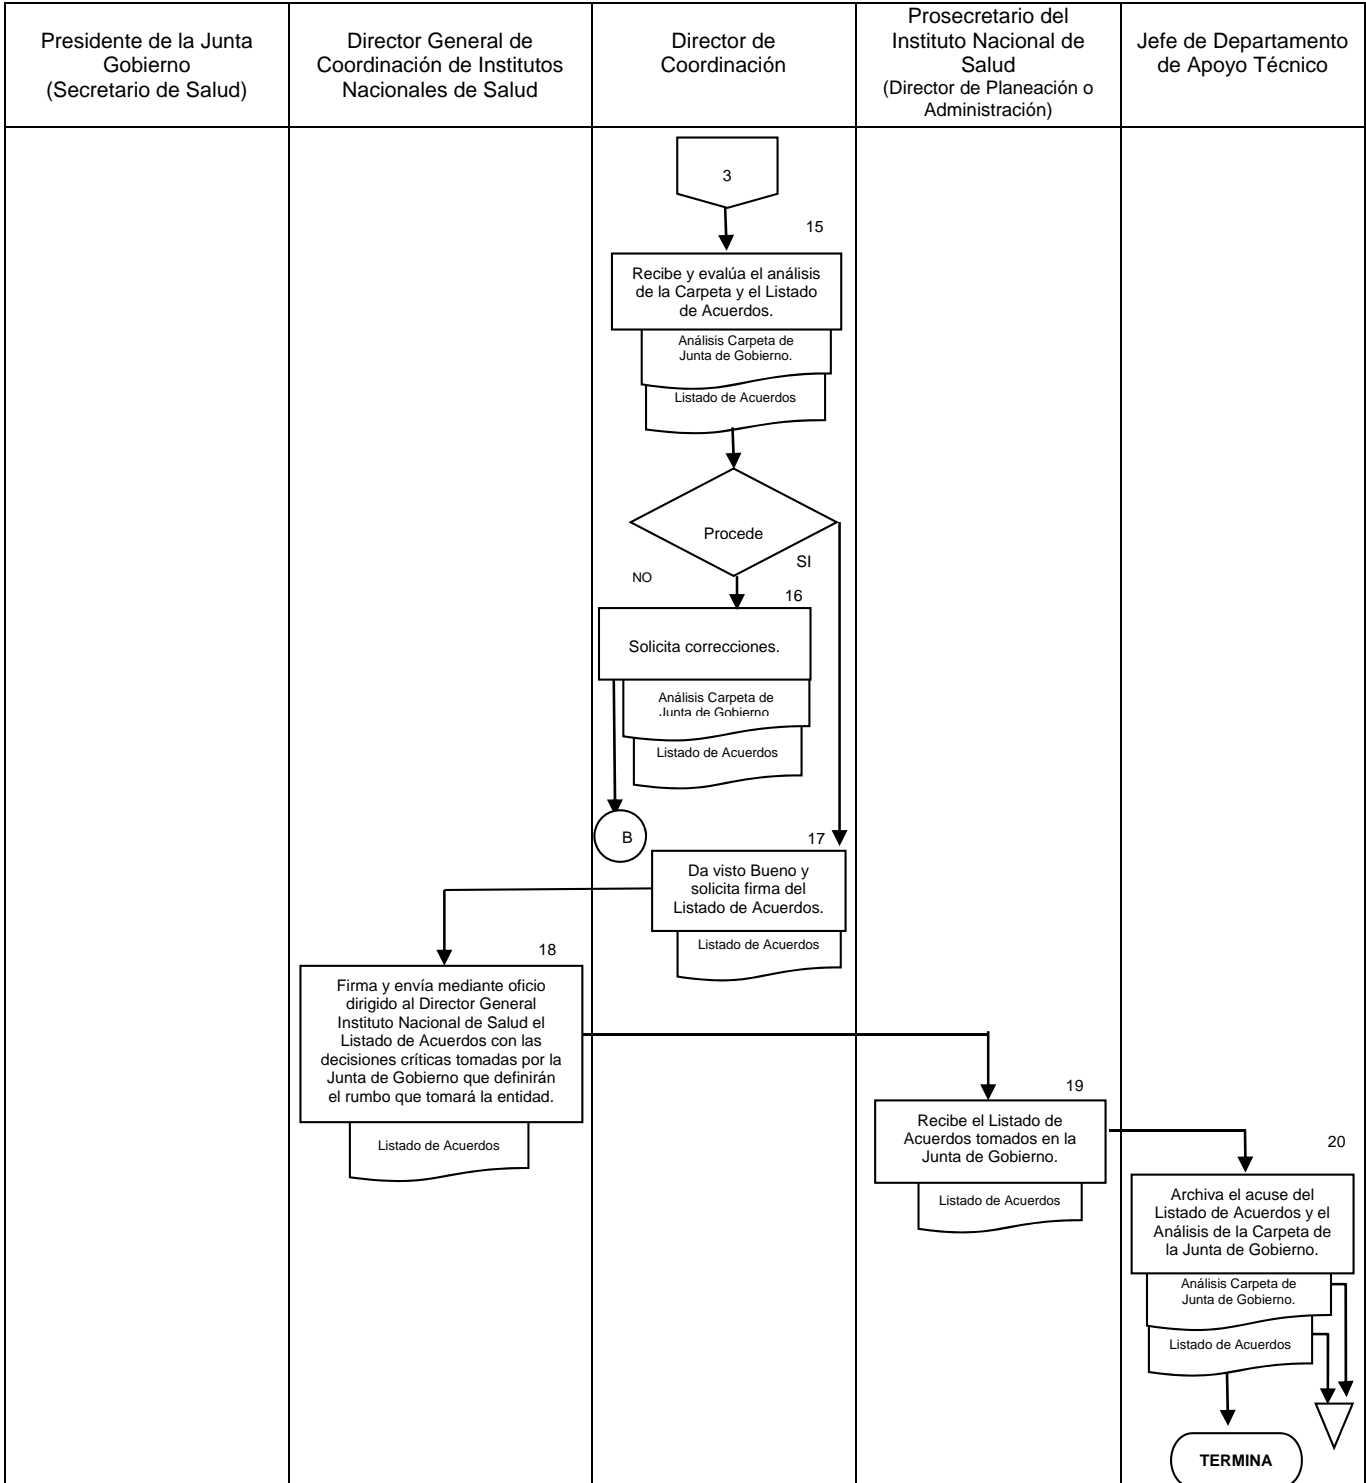 Presidente de la Junta
Gobierno
(Secretario de Salud)
Director General de
Coordinación de Institutos
Nacionales de Salud
Director de
Coordinación
Prosecretario del
Instituto Nacional de
Salud
(Director de Planeación o
Administración)
Jefe de Departamento
de Apoyo Técnico
3
15
Recibe y evalúa el análisis
de la Carpeta y el Listado
de Acuerdos.
Análisis Carpeta de
Junta de Gobierno.
Listado de Acuerdos
Procede
SI
NO
16
Solicita correcciones.
Análisis Carpeta de
Junta de Gobierno
Listado de Acuerdos
B
17
Da visto Bueno y
solicita firma del
Listado de Acuerdos.
Listado de Acuerdos
18
Firma y envía mediante oficio
dirigido al Director General
Instituto Nacional de Salud el
Listado de Acuerdos con las
decisiones críticas tomadas por la
Junta de Gobierno que definirán
el rumbo que tomará la entidad.
Listado de Acuerdos
19
Recibe el Listado de
Acuerdos tomados en la
Junta de Gobierno.
Listado de Acuerdos
20
Archiva el acuse del
Listado de Acuerdos y el
Análisis de la Carpeta de
la Junta de Gobierno.
Análisis Carpeta de
Junta de Gobierno.
Listado de Acuerdos
TERMINA